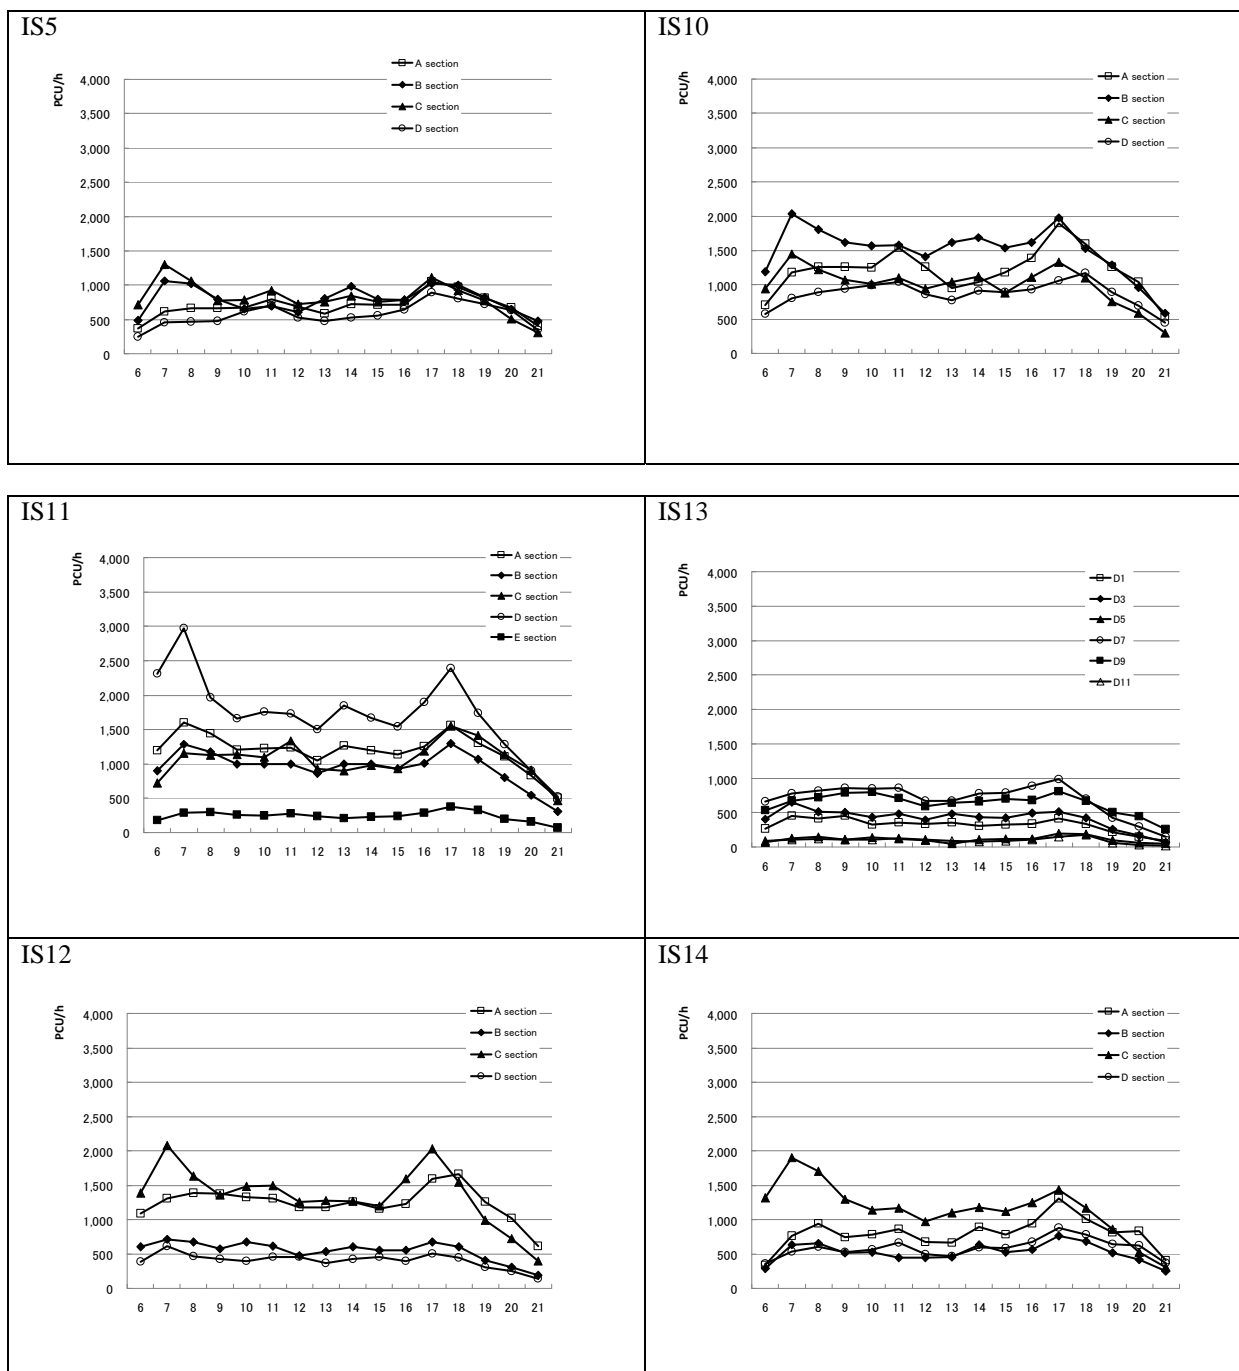 IS5
PCU/h
A section
B section
C section
D section
4,000
3,500
3,000
2,500
2,000
1,500
1,000
500
0
6 7 8 9 10 11 12 13 14 15 16 17 18 19 20 21
IS10
PCU/h
A section
B section
C section
D section
4,000
3,500
3,000
2,500
2,000
1,500
1,000
500
0
6 7 8 9 10 11 12 13 14 15 16 17 18 19 20 21
IS11
PCU/h
A section
B section
C section
D section
E section
4,000
3,500
3,000
2,500
2,000
1,500
1,000
500
0
6 7 8 9 10 11 12 13 14 15 16 17 18 19 20 21
IS13
PCU/h
D1
D3
D5
D7
D9
D11
4,000
3,500
3,000
2,500
2,000
1,500
1,000
500
0
6 7 8 9 10 11 12 13 14 15 16 17 18 19 20 21
IS12
PCU/h
A section
B section
C section
D section
4,000
3,500
3,000
2,500
2,000
1,500
1,000
500
0
6 7 8 9 10 11 12 13 14 15 16 17 18 19 20 21
IS14
PCU/h
A section
B section
C section
D section
4,000
3,500
3,000
2,500
2,000
1,500
1,000
500
0
6 7 8 9 10 11 12 13 14 15 16 17 18 19 20 21